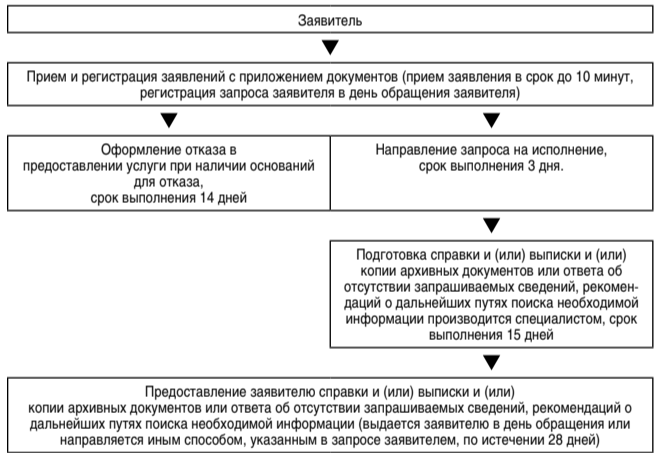 Заявитель
Прием и регистрация заявлений с приложением документов (прием заявления в срок до 10 минут,
регистрация запроса заявителя в день обращения заявителя)
Оформление отказа в
предоставлении услуги при наличии оснований
для отказа,
срок выполнения 14 дней
Направление запроса на исполнение,
срок выполнения 3 дня.
Подготовка справки и (или) выписки и (или)
копии архивных документов или ответа об
отсутствии запрашиваемых сведений, рекомен-
даций о дальнейших путях поиска необходимой
информации производится специалистом, срок
выполнения 15 дней
Предоставление заявителю справки и (или) выписки и (или)
копии архивных документов или ответа об отсутствии запрашиваемых сведений, рекомендаций о
дальнейших путях поиска необходимой информации (выдается заявителю в день обращения или
направляется иным способом, указанным в запросе заявителем, по истечении 28 дней)